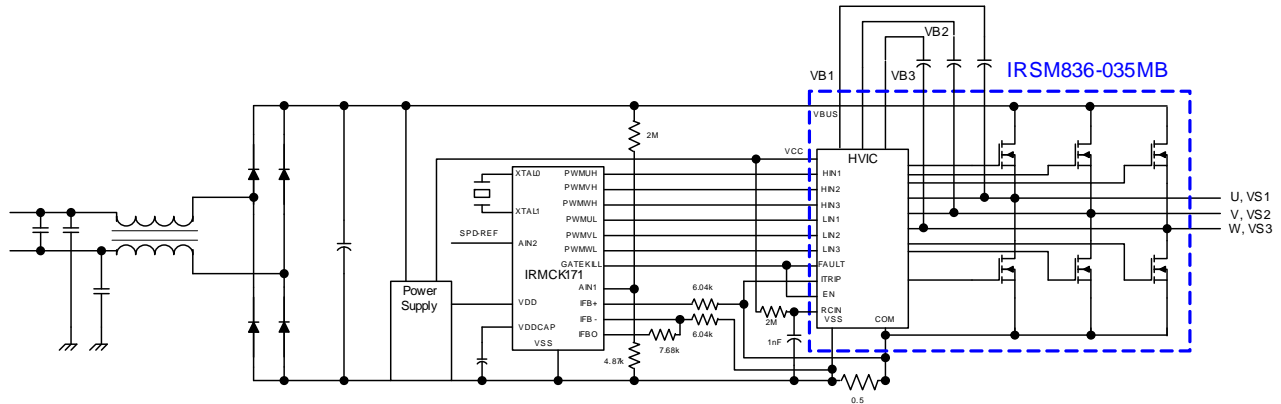 VB2
VB1
VB3
IRSM836-035MB
VBUS
2M
VCC
HVIC
XTAL0
PWMUH
HIN1
PWMVH
HIN2
U, VS1
XTAL1
PWMWH
HIN3
V, VS2
PWMUL
LIN1
W, VS3
SPD-REF
AIN2
PWMVL
LIN2
PWMWL
LIN3
GATEKILL
FAULT
IRMCK171
ITRIP
Power
Supply
AIN1
6.04k
EN
VDD
IFB+
RCIN
IFB -
2M
VSS
COM
VDDCAP
IFBO
6.04k
VSS
7.68k
1nF
4.87k
0.5